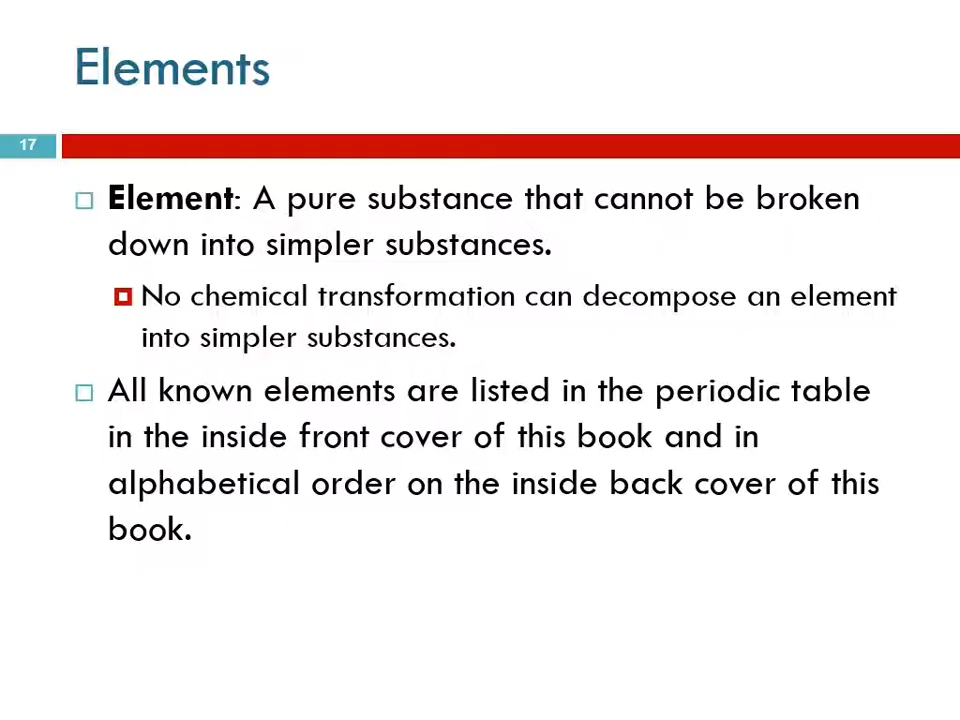 Elements
17
Element: A pure substance that cannot be broken
down into simpler substances.
No chemical transformation can decompose an element
into simpler substances.
All known elements are listed in the periodic table
in the inside front cover of this book and in
alphabetical order on the inside back cover of this
book.